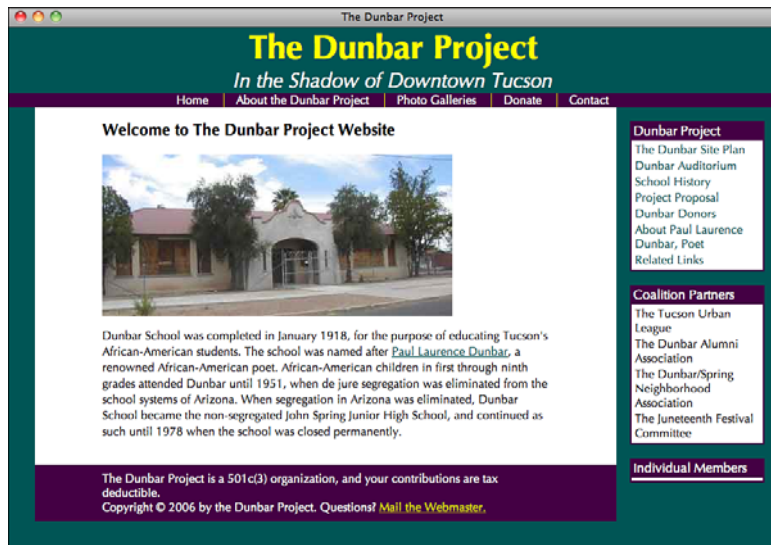 The Dunbar Project
The Dunbar Project
In the Shadow of Downtown Tucson
Home About the Dunbar Project Photo Galleries Donate Contact
Welcome to The Dunbar Project Website
Dunbar School was completed in January 1918, for the purpose of educating Tucson's
African-American students. The school was named after Paul Laurence Dunbar, a
renowned African-American poet. African-American children in first through ninth
grades attended Dunbar until 1951, when de jure segregation was eliminated from the
school systems of Arizona. When segregation in Arizona was eliminated, Dunbar
School became the non-segregated John Spring Junior High School, and continued as
such until 1978 when the school was closed permanently.
The Dunbar Project is a 501c(3) organization, and your contributions are tax
deductible.
Copyright © 2006 by the Dunbar Project. Questions? Mail the Webmaster.
Dunbar Project
The Dunbar Site Plan
Dunbar Auditorium
School History
Project Proposal
Dunbar Donors
About Paul Laurence
Dunbar, Poet
Related Links
Coalition Partners
The Tucson Urban
League
The Dunbar Alumni
Association
The Dunbar/Spring
Neighborhood
Association
The Juneteenth Festival
Committee
Individual Members